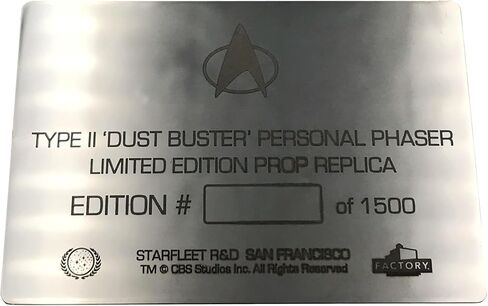 TYPE II 'DUST BUSTER' PERSONAL PHASER
LIMITED EDITION PROP REPLICA
EDITION # of 1500
STARFLEET R&D SAN FRANCISCO
TM © CBS Studios Inc. All Rights Reserved
FACTORY